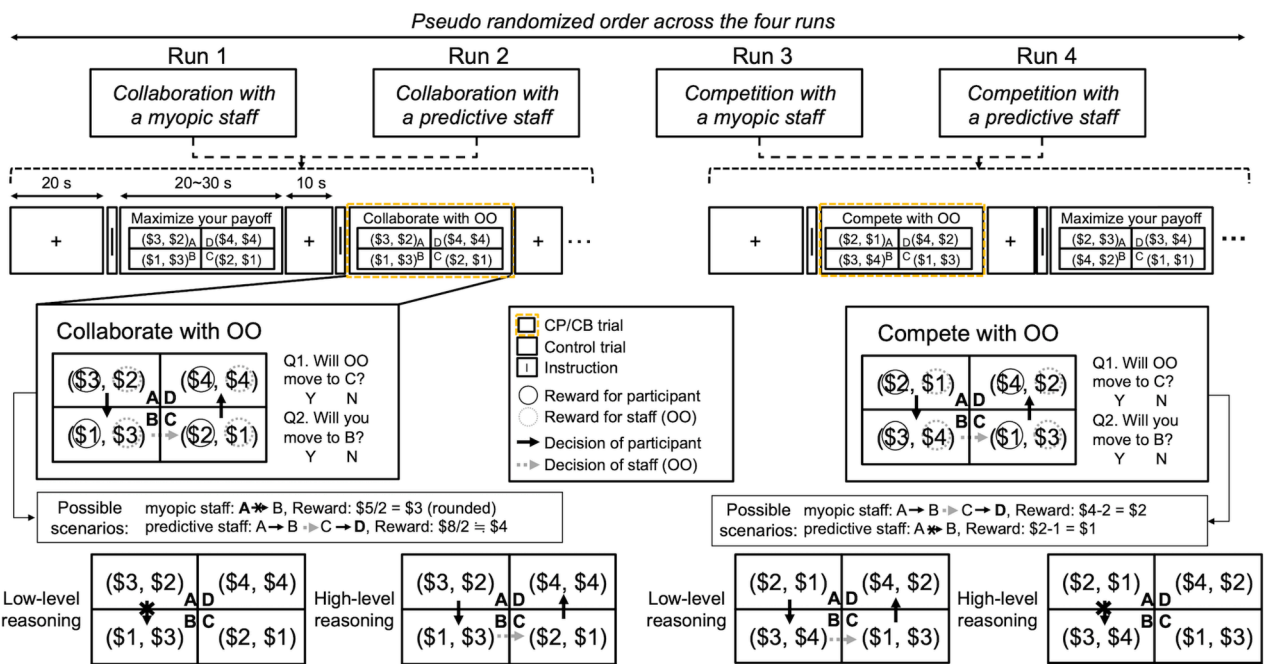 Pseudo randomized order across the four runs
Run 1
Run 2
Run 3
Run 4
Collaboration with
a myopic staff
Collaboration with
a predictive staff
Competition with
a myopic staff
Competition with
a predictive staff
20 s
20~30 s
10 s
+
I
Maximize your payoff
($3, $2)A D($4, $4)
($1, $3)B C($2, $1)
+
I
Collaborate with OO
($3, $2)A D($4, $4)
($1, $3)B C($2, $1)
+ ...
+
I
Compete with OO
($2, $1)A D($4, $2)
($3, $4)B C($1, $3)
+
I
Maximize your payoff
($2, $3)A D($3, $4)
($4, $2)B C($1, $1)
...
Collaborate with OO
($3, $2) A D ($4, $4)
($1, $3) B C ($2, $1)
Q1. Will OO
move to C?
Y N
Q2. Will you
move to B?
Y N
CP/CB trial
Control trial
I Instruction
Reward for participant
Reward for staff (OO)
Decision of participant
Decision of staff (OO)
Compete with OO
($2, $1) A D ($4, $2)
($3, $4) B C ($1, $3)
Q1. Will OO
move to C?
Y N
Q2. Will you
move to B?
Y N
Possible
scenarios:
myopic staff: A B, Reward: $5/2 = $3 (rounded)
predictive staff: A→B C→D, Reward: $8/2 ≒ $4
Possible
scenarios:
myopic staff: A→B C→D, Reward: $4-2 = $2
predictive staff: A B, Reward: $2-1 = $1
Low-level
reasoning
($3, $2) A D ($4, $4)
($1, $3) B C ($2, $1)
High-level
reasoning
($3, $2) A D ($4, $4)
($1, $3) B C ($2, $1)
Low-level
reasoning
($2, $1) A D ($4, $2)
($3, $4) B C ($1, $3)
High-level
reasoning
($2, $1) A D ($4, $2)
($3, $4) B C ($1, $3)